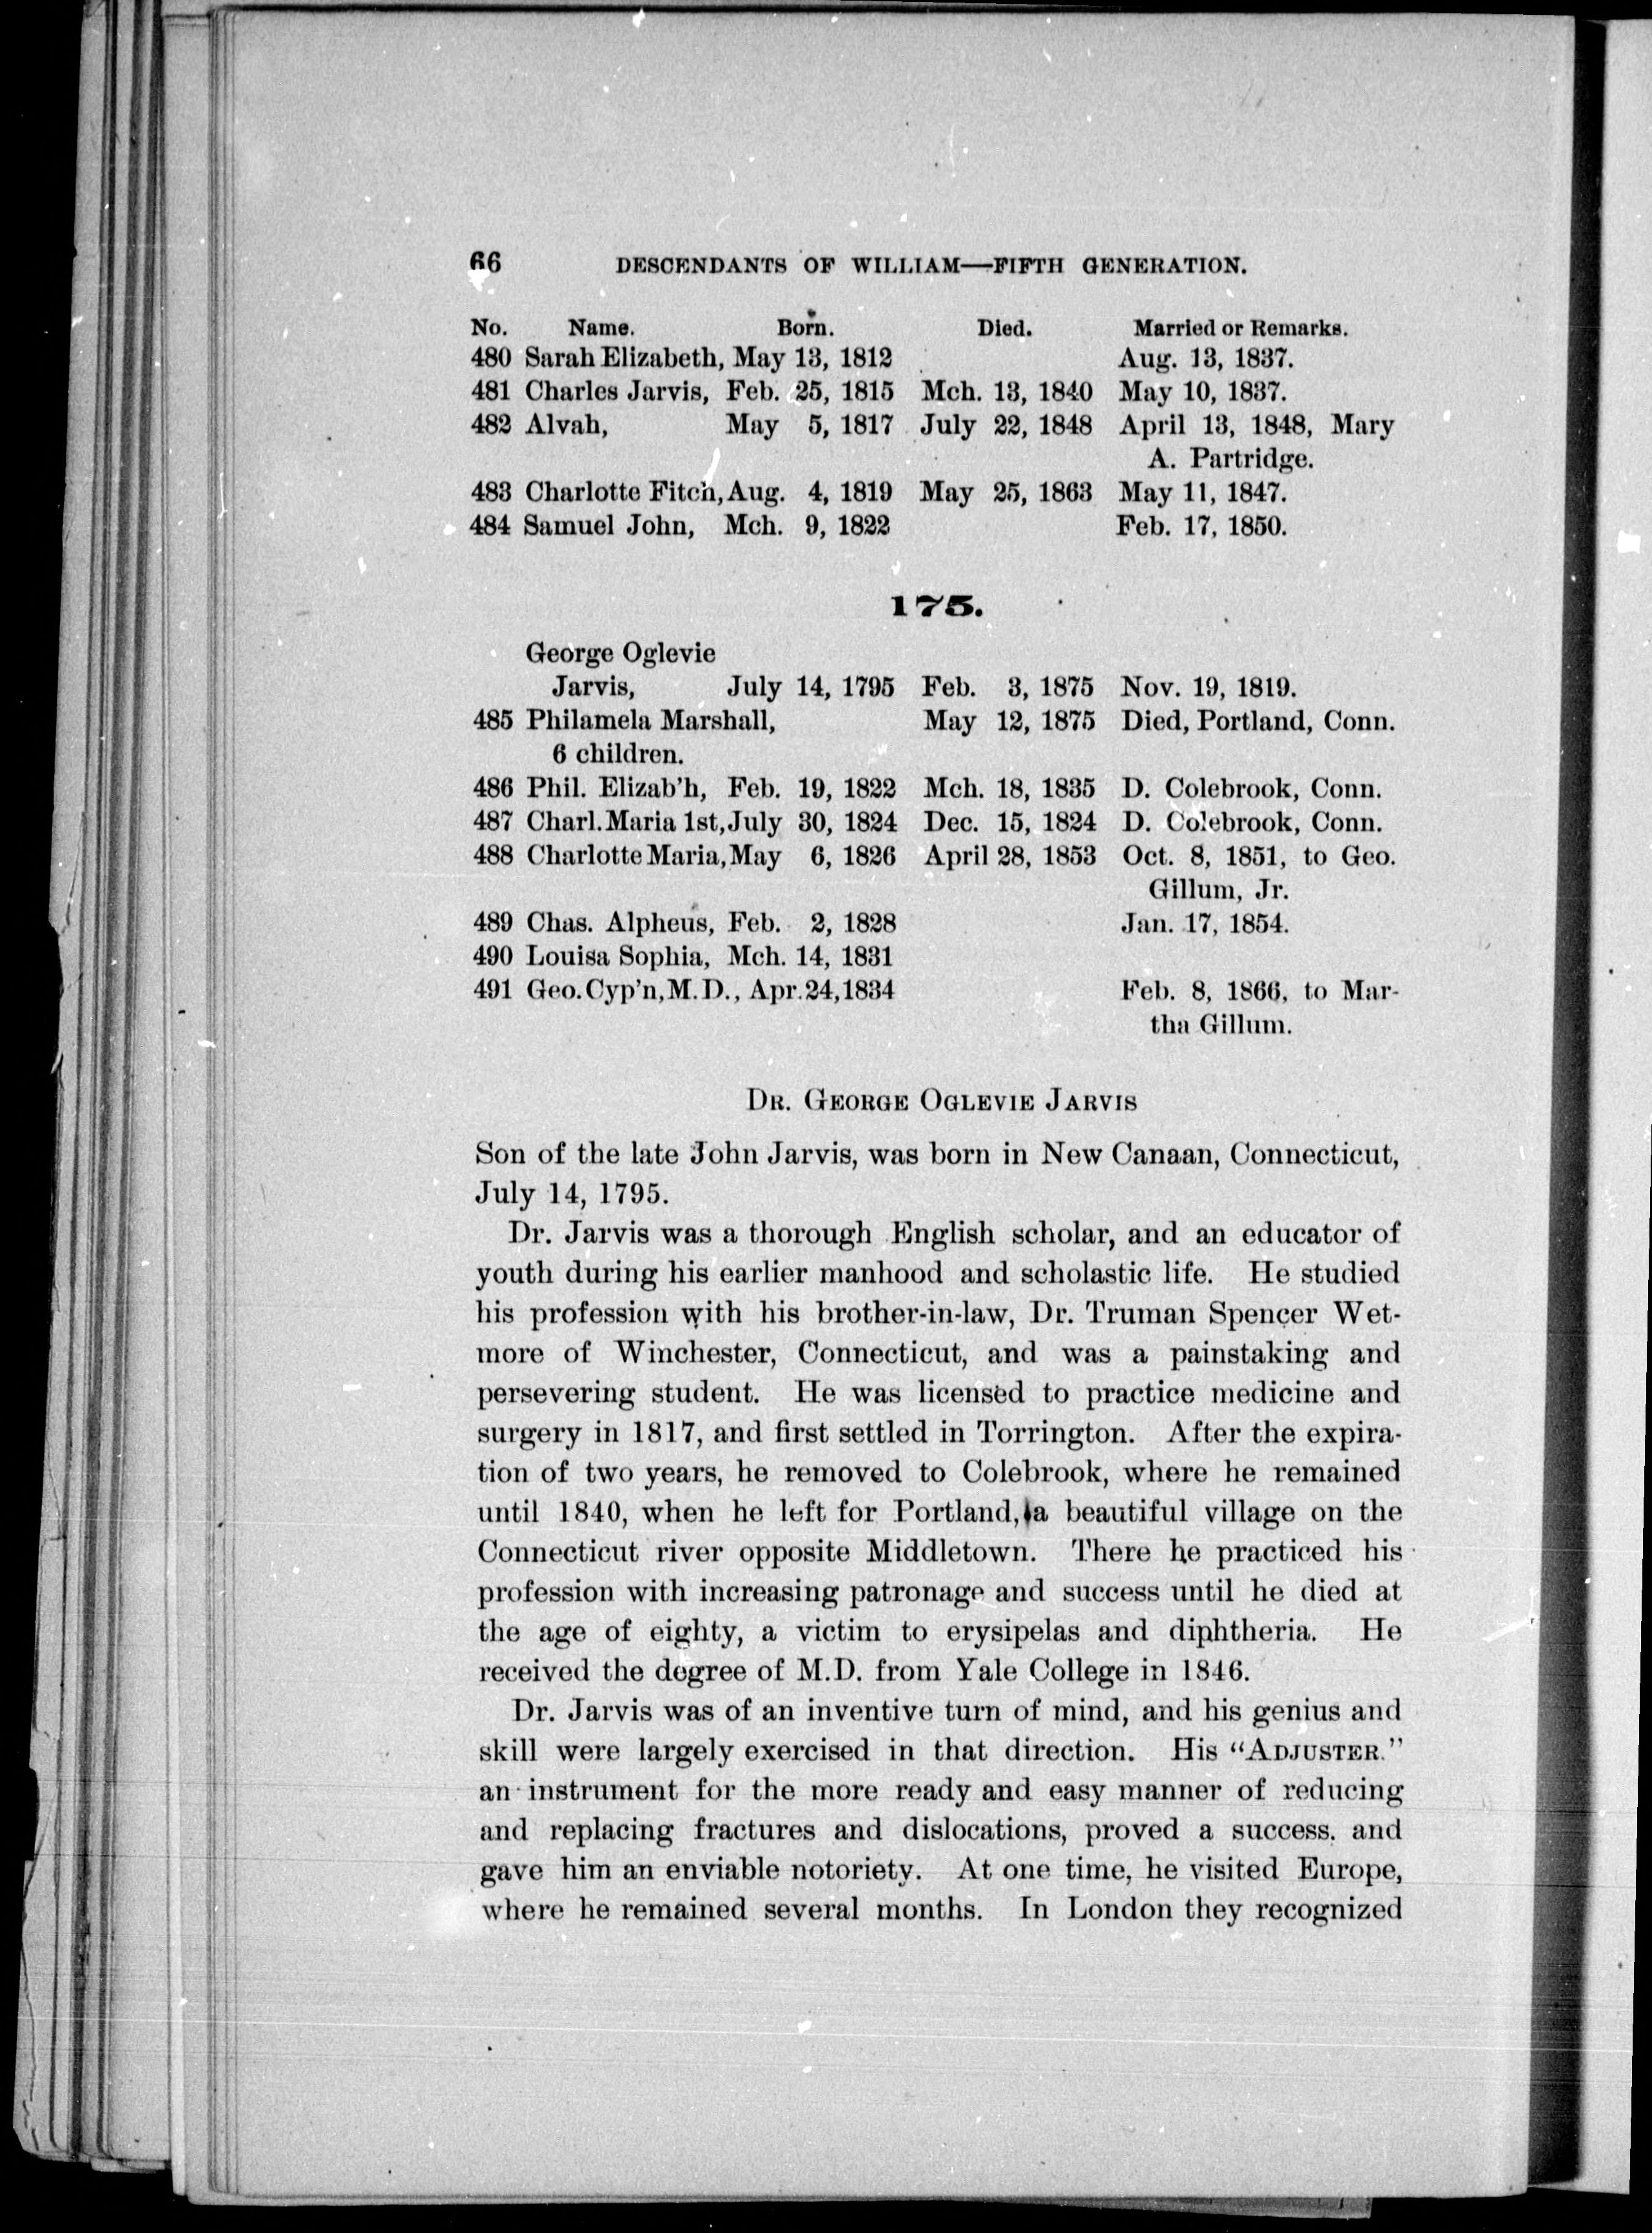 66 DESCENDANTS OF WILLIAM—FIFTH GENERATION.
No. Name. Born. Died. Married or Remarks.
480 Sarah Elizabeth, May 13, 1812 Aug. 13, 1837.
481 Charles Jarvis, Feb. 25, 1815 Mch. 13, 1840 May 10, 1837.
482 Alvah, May 5, 1817 July 22, 1848 April 13, 1848, Mary
A. Partridge.
483 Charlotte Fitch, Aug. 4, 1819 May 25, 1863 May 11, 1847.
484 Samuel John, Mch. 9, 1822 Feb. 17, 1850.
175.
George Oglevie
Jarvis, July 14, 1795 Feb. 3, 1875 Nov. 19, 1819.
485 Philamela Marshall, May 12, 1875 Died, Portland, Conn.
6 children.
486 Phil. Elizab'h, Feb. 19, 1822 Mch. 18, 1835 D. Colebrook, Conn.
487 Charl. Maria 1st, July 30, 1824 Dec. 15, 1824 D. Colebrook, Conn.
488 Charlotte Maria, May 6, 1826 April 28, 1853 Oct. 8, 1851, to Geo.
Gillum, Jr.
489 Chas. Alpheus, Feb. 2, 1828 Jan. 17, 1854.
490 Louisa Sophia, Mch. 14, 1831
491 Geo. Cyp'n, M. D., Apr. 24, 1834 Feb. 8, 1866, to Mar-
tha Gillum.
DR. GEORGE OGLEVIE JARVIS
Son of the late John Jarvis, was born in New Canaan, Connecticut,
July 14, 1795.
Dr. Jarvis was a thorough English scholar, and an educator of
youth during his earlier manhood and scholastic life. He studied
his profession with his brother-in-law, Dr. Truman Spencer Wet-
more of Winchester, Connecticut, and was a painstaking and
persevering student. He was licensed to practice medicine and
surgery in 1817, and first settled in Torrington. After the expira-
tion of two years, he removed to Colebrook, where he remained
until 1840, when he left for Portland, a beautiful village on the
Connecticut river opposite Middletown. There he practiced his
profession with increasing patronage and success until he died at
the age of eighty, a victim to erysipelas and diphtheria. He
received the degree of M.D. from Yale College in 1846.
Dr. Jarvis was of an inventive turn of mind, and his genius and
skill were largely exercised in that direction. His "ADJUSTER."
an instrument for the more ready and easy manner of reducing
and replacing fractures and dislocations, proved a success. and
gave him an enviable notoriety. At one time, he visited Europe,
where he remained several months. In London they recognized